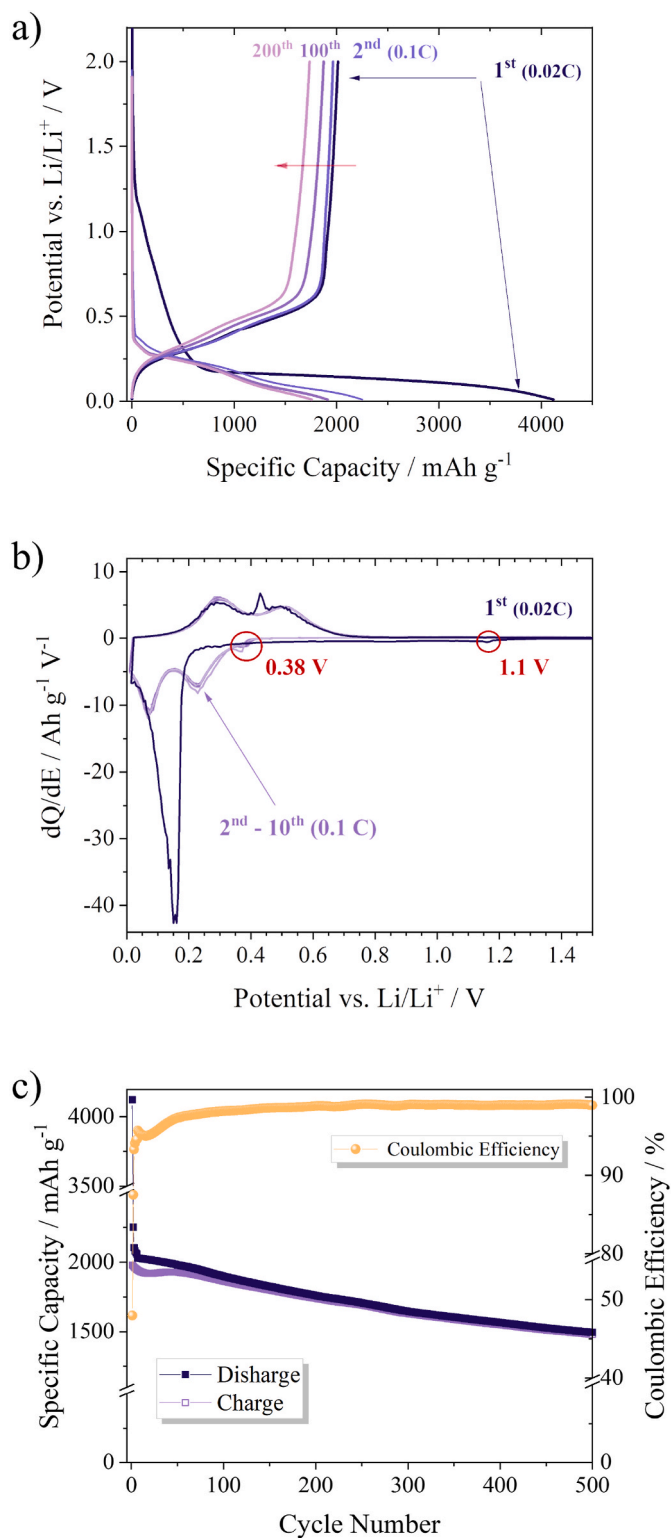 a)
200th 100th 2nd (0.1C)
1st (0.02C)
2.0
1.5
1.0
0.5
0.0
Potential vs. Li/Li+ / V
0 1000 2000 3000 4000
Specific Capacity / mAh g-1
b)
10
0
-10
-20
-30
-40
dQ/dE / Ah g-1 V-1
1st (0.02C)
0.38 V
1.1 V
2nd - 10th (0.1 C)
0.0 0.2 0.4 0.6 0.8 1.0 1.2 1.4
Potential vs. Li/Li+ / V
c)
4000
3500
2000
1500
0
Specific Capacity / mAh g-1
Coulombic Efficiency
Disharge
Charge
100
90
80
50
40
0
Coulombic Efficiency / %
0 100 200 300 400 500
Cycle Number